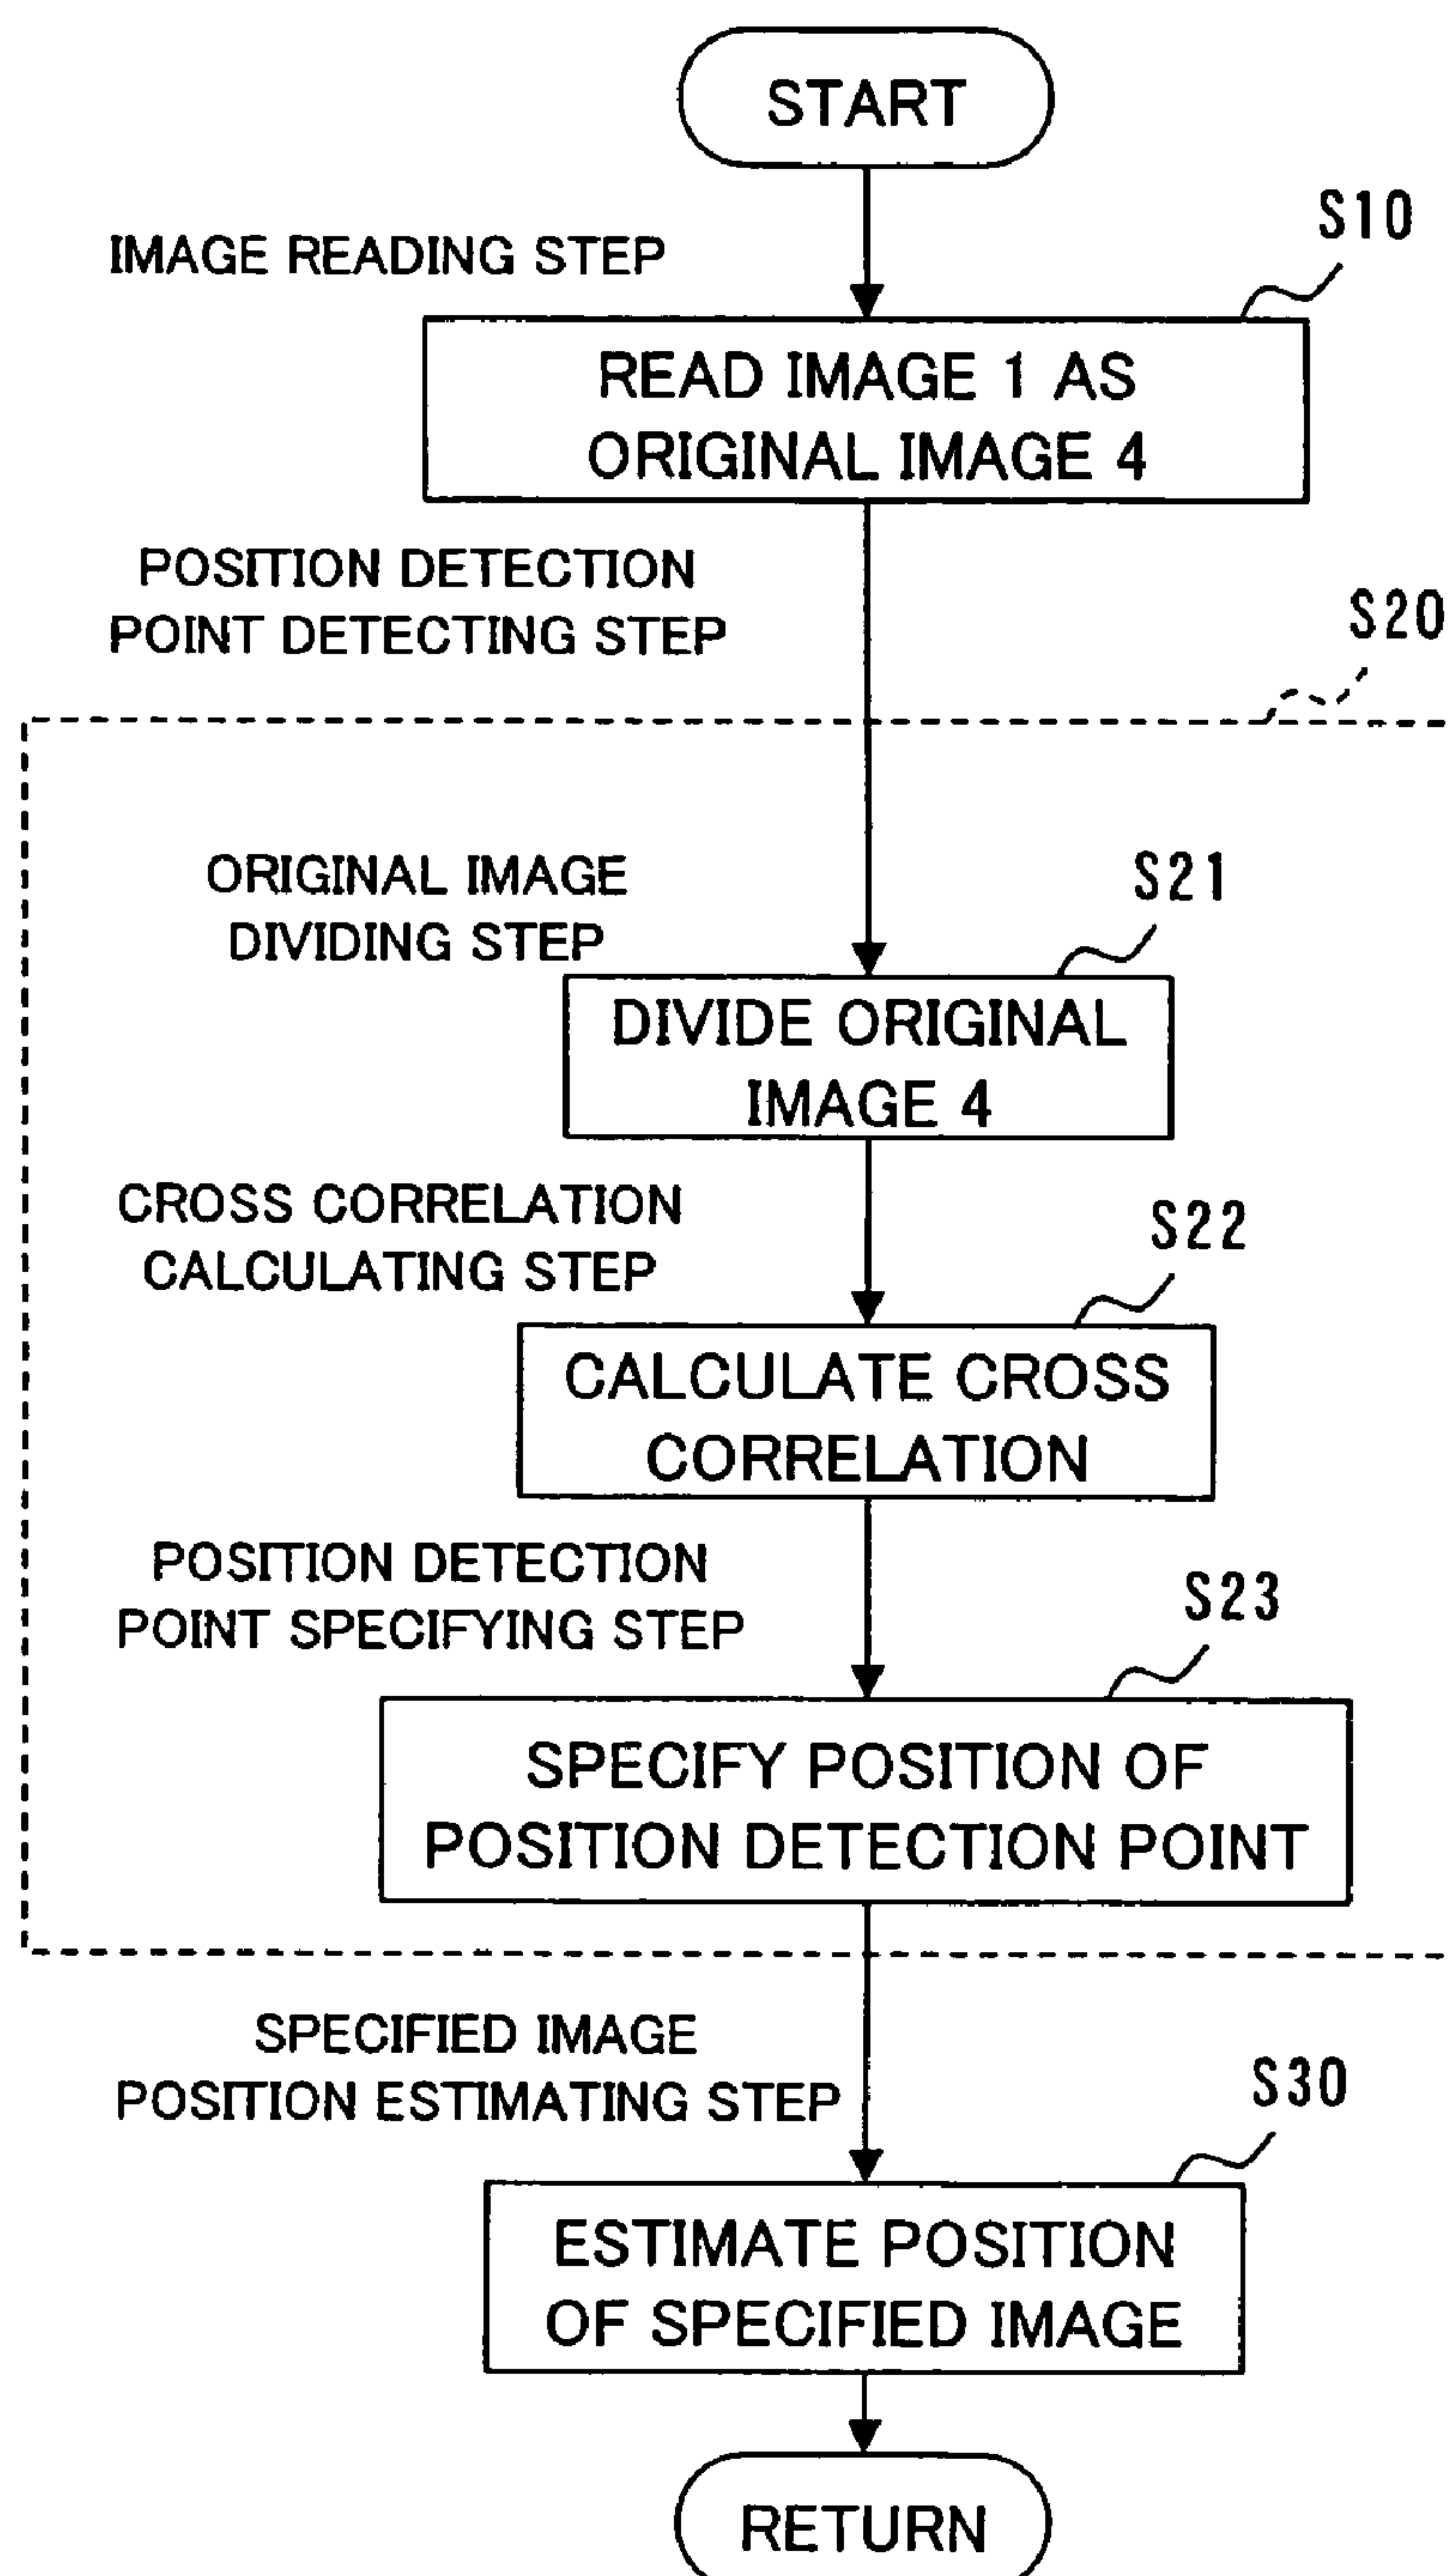 START
IMAGE READING STEP
S10
READ IMAGE 1 AS
ORIGINAL IMAGE 4
POSITION DETECTION
POINT DETECTING STEP
S20
ORIGINAL IMAGE
DIVIDING STEP
S21
DIVIDE ORIGINAL
IMAGE 4
CROSS CORRELATION
CALCULATING STEP
S22
CALCULATE CROSS
CORRELATION
POSITION DETECTION
POINT SPECIFYING STEP
S23
SPECIFY POSITION OF
POSITION DETECTION POINT
SPECIFIED IMAGE
POSITION ESTIMATING STEP
S30
ESTIMATE POSITION
OF SPECIFIED IMAGE
RETURN